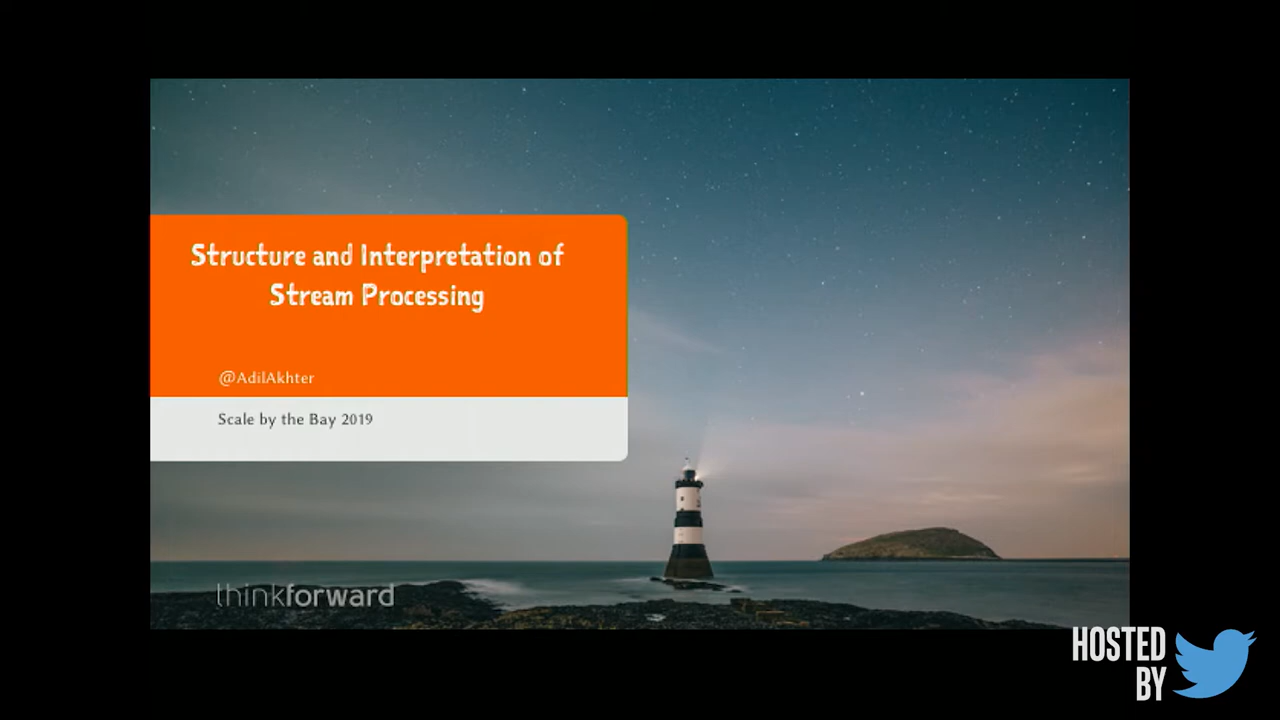 Structure and Interpretation of
Stream Processing
@AdilAkhter
Scale by the Bay 2019
thinkforward
HOSTED
BY